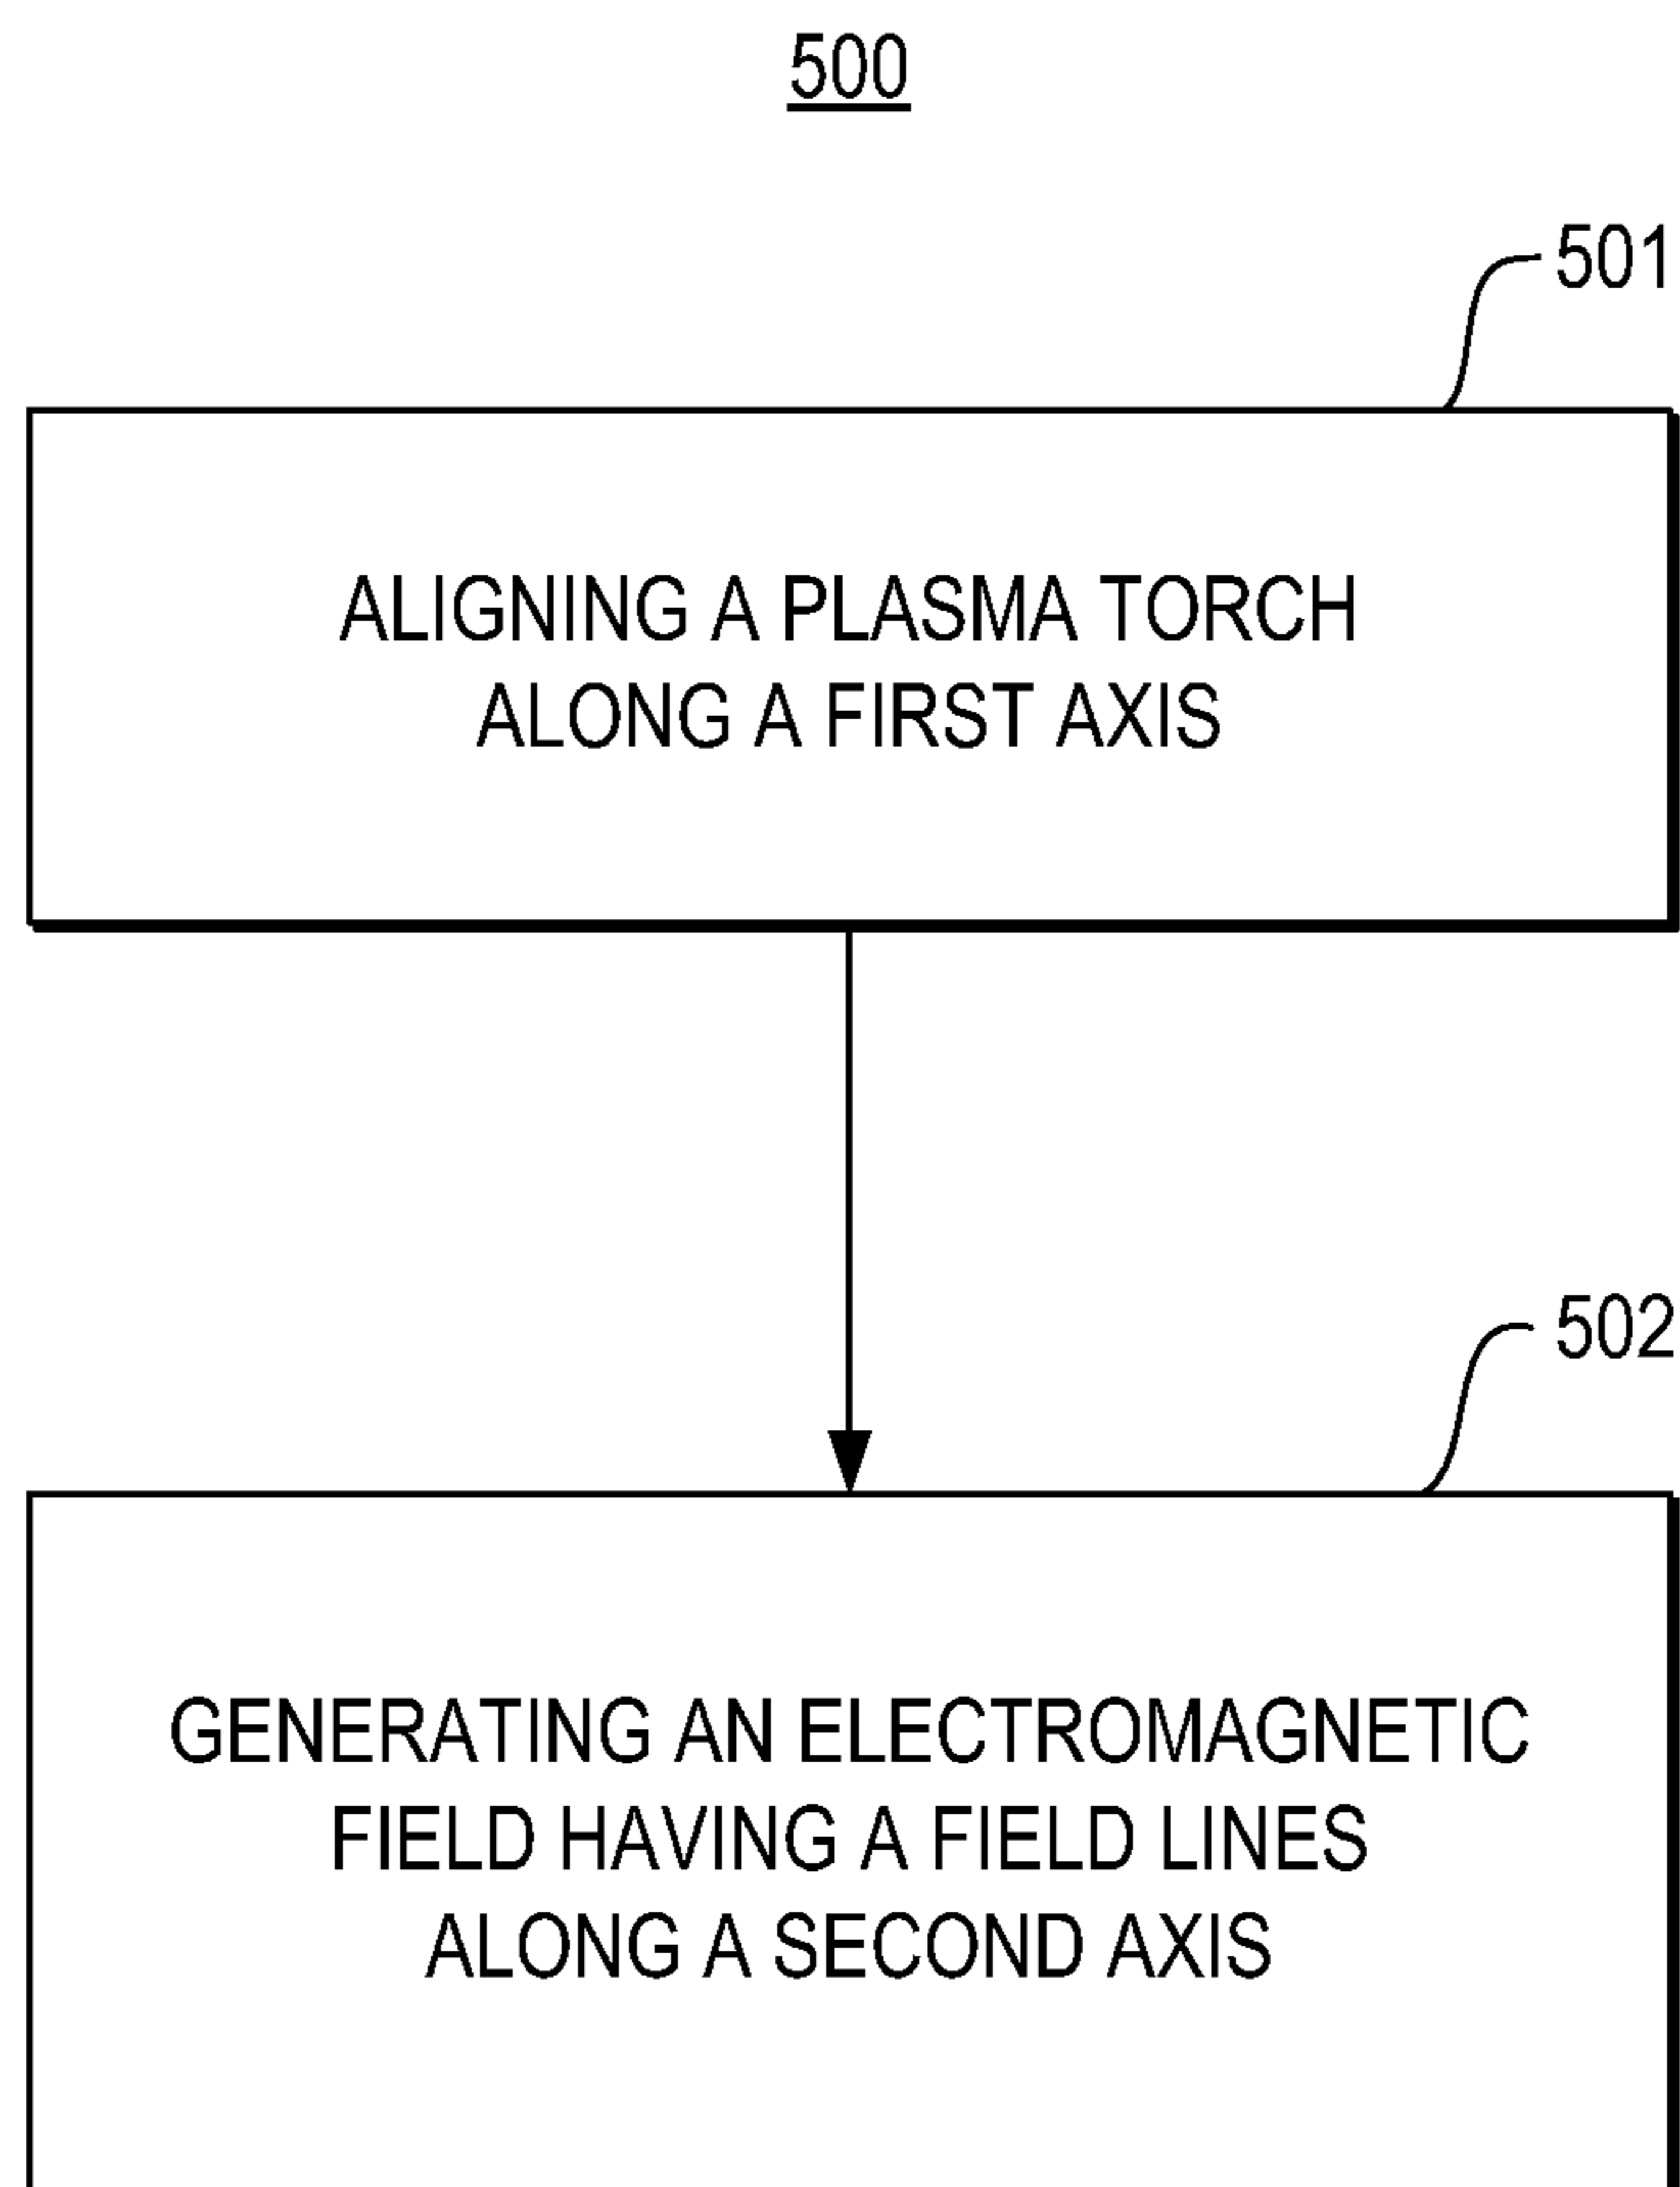 500
501
ALIGNING A PLASMA TORCH
ALONG A FIRST AXIS
502
GENERATING AN ELECTROMAGNETIC
FIELD HAVING A FIELD LINES
ALONG A SECOND AXIS